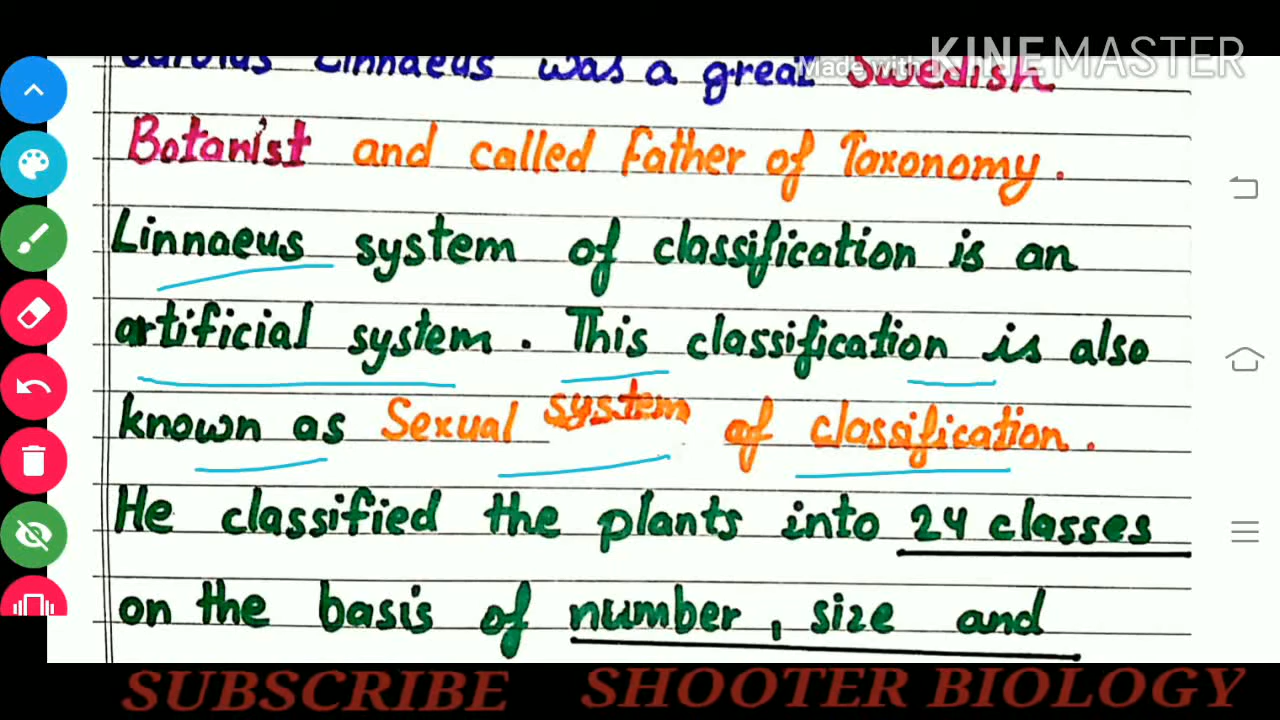 Made with KINEMASTER
Carolus Linnaeus was a great Swedish
Botanist and called Father of Taxonomy.
Linnaeus system of classification is an
artificial system. This classification is also
known as Sexual system of classification.
He classified the plants into 24 classes
on the basis of number, size and
SUBSCRIBE SHOOTER BIOLOGY